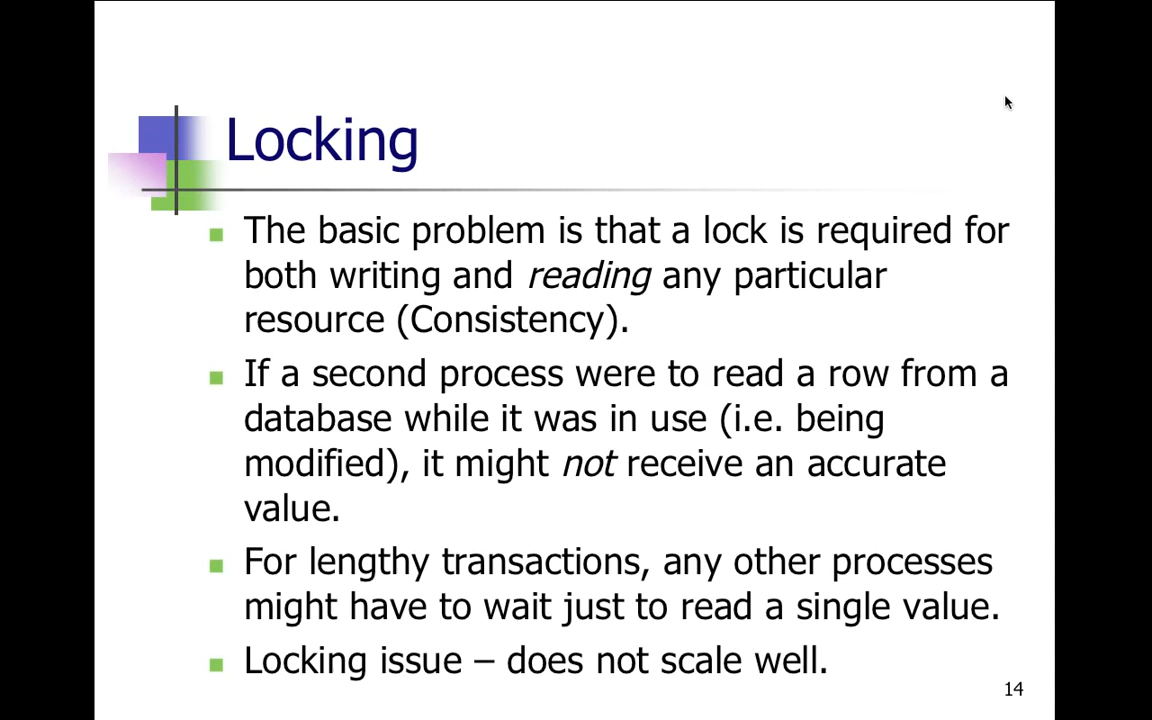 Locking
The basic problem is that a lock is required for
both writing and reading any particular
resource (Consistency).
If a second process were to read a row from a
database while it was in use (i.e. being
modified), it might not receive an accurate
value.
For lengthy transactions, any other processes
might have to wait just to read a single value.
Locking issue – does not scale well.
14